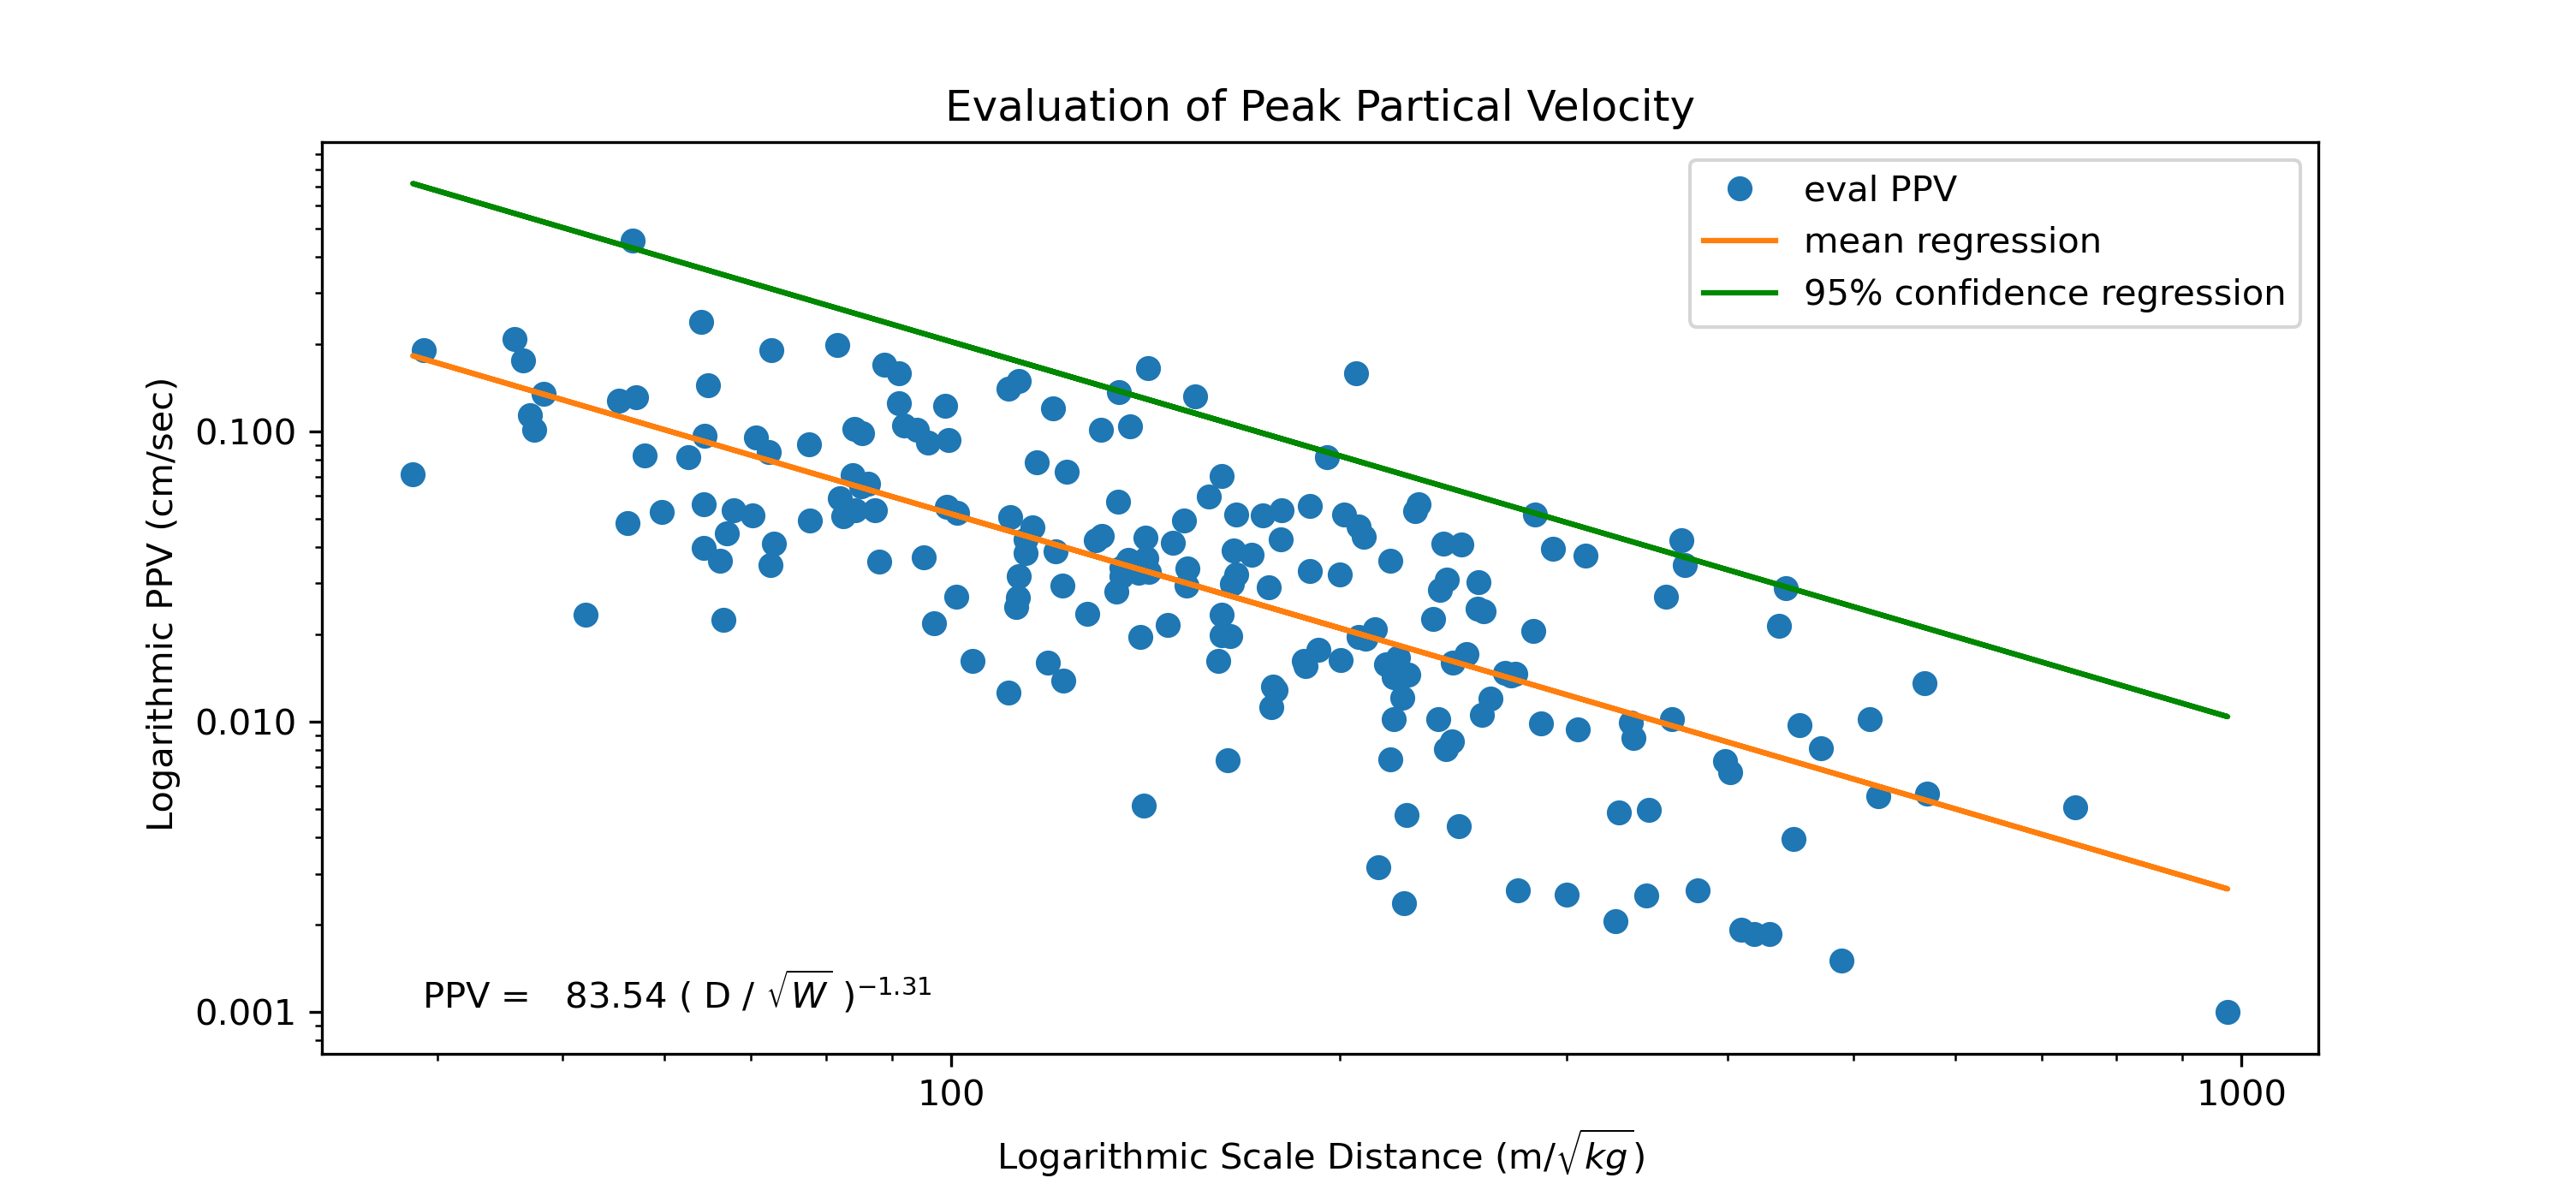 Evaluation of Peak Partical Velocity
eval PPV
mean regression
95% confidence regression
Logarithmic PPV (cm/sec)
0.100
0.010
0.001
PPV = 83.54 ( D / √W )^−1.31
100
1000
Logarithmic Scale Distance (m/√kg)